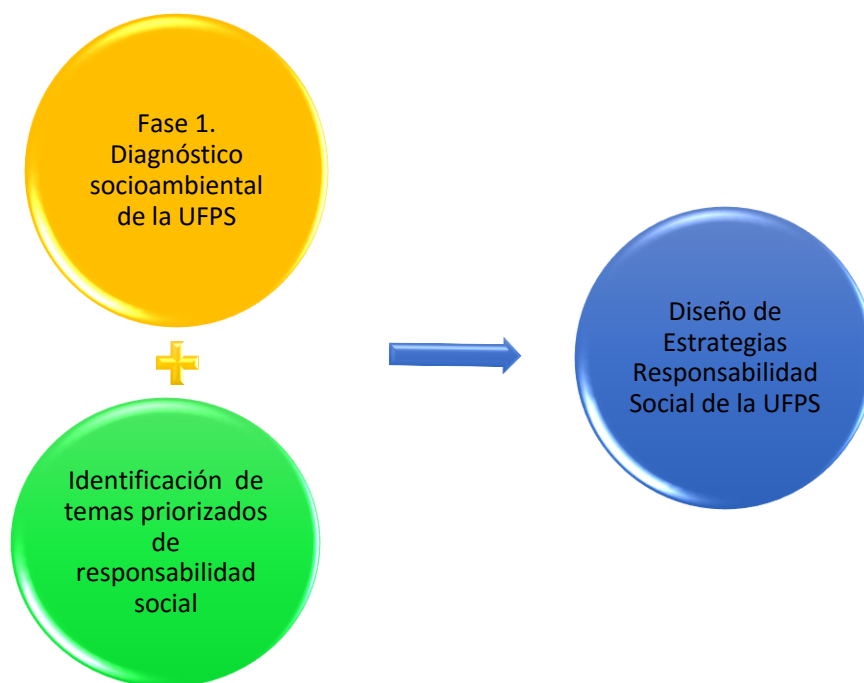 Fase 1.
Diagnóstico
socioambiental
de la UFPS
Identificación de
temas priorizados
de
responsabilidad
social
Diseño de
Estrategias
Responsabilidad
Social de la UFPS